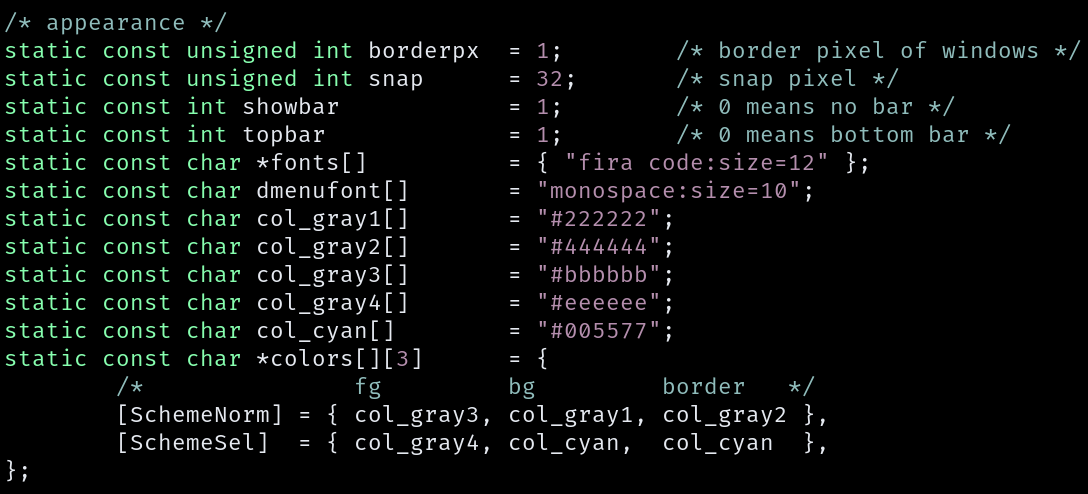 /* appearance */
static const unsigned int borderpx  = 1;        /* border pixel of windows */
static const unsigned int snap      = 32;       /* snap pixel */
static const int showbar            = 1;        /* 0 means no bar */
static const int topbar             = 1;        /* 0 means bottom bar */
static const char *fonts[]          = { "fira code:size=12" };
static const char dmenufont[]       = "monospace:size=10";
static const char col_gray1[]       = "#222222";
static const char col_gray2[]       = "#444444";
static const char col_gray3[]       = "#bbbbbb";
static const char col_gray4[]       = "#eeeeee";
static const char col_cyan[]        = "#005577";
static const char *colors[][3]      = {
        /*               fg         bg         border   */
        [SchemeNorm] = { col_gray3, col_gray1, col_gray2 },
        [SchemeSel]  = { col_gray4, col_cyan,  col_cyan  },
};